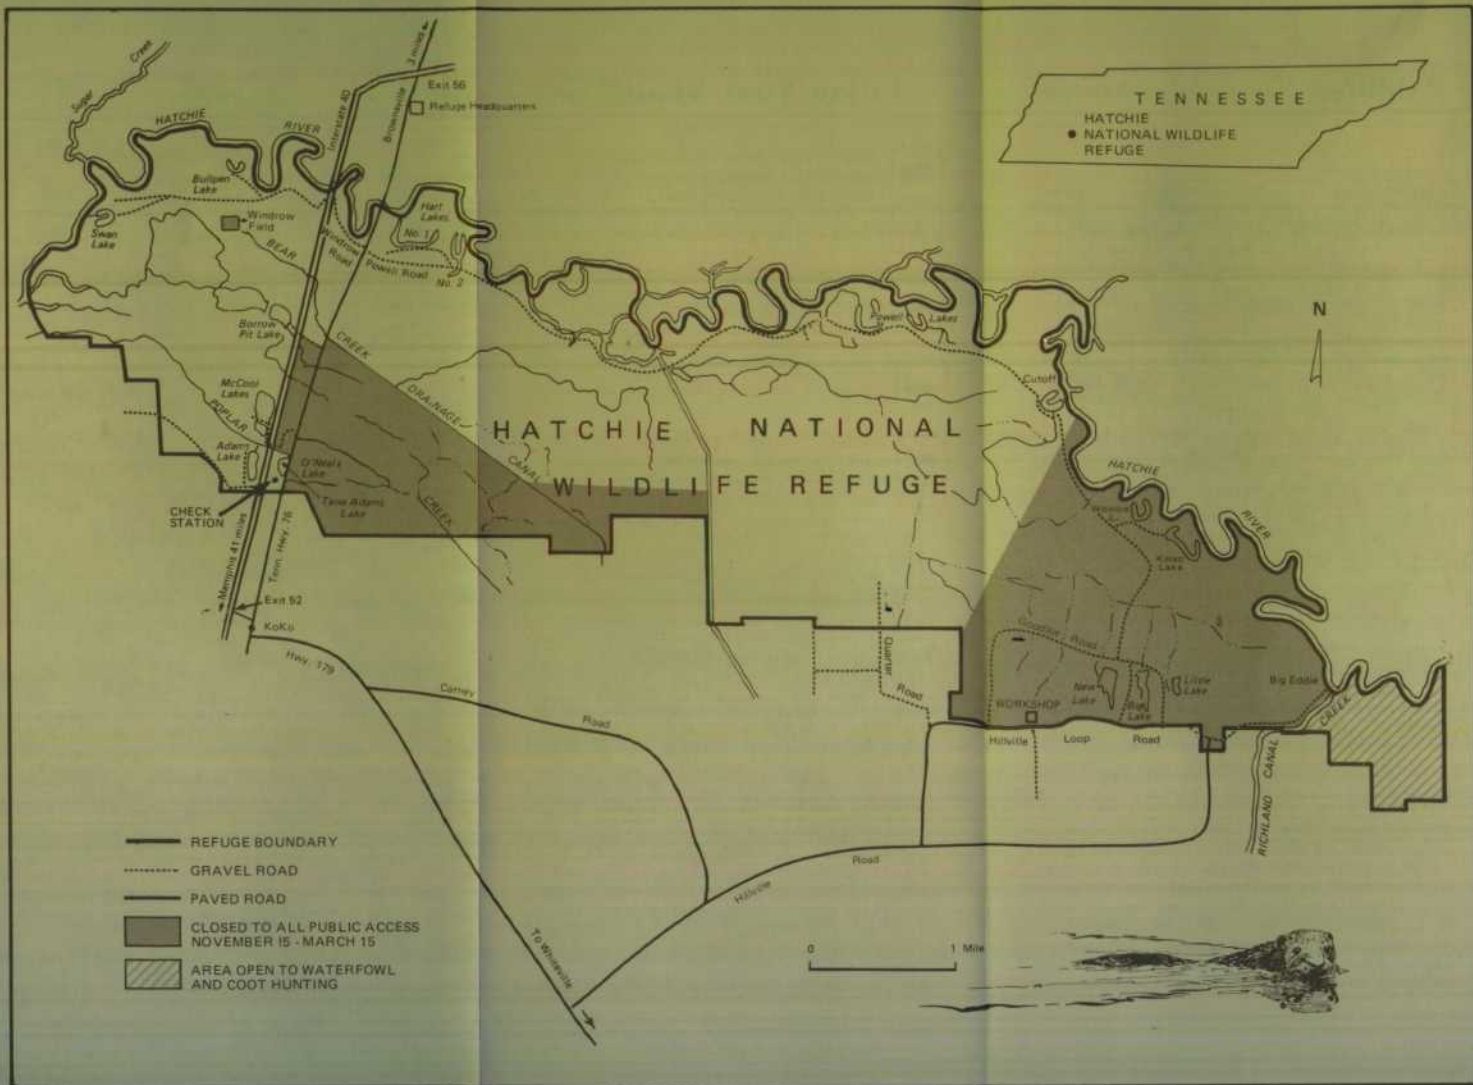 Sugar Creek
HATCHIE RIVER
Interstate 40
Brownsville 3 miles
Exit 56
Refuge Headquarters
TENNESSEE
HATCHIE
NATIONAL WILDLIFE
REFUGE
Bullpen
Lake
Swan
Lake
Windrow
Field
BEAR CREEK DRAINAGE CANAL
Hart
Lakes
No. 1
No. 2
Windrow
Road
Powell Road
Powell Lakes
N
Borrow
Pit Lake
McCool
Lakes
POPLAR CREEK
Adams
Lake
O'Neal's
Lake
Lake
CHECK
STATION
Cutoff
HATCHIE NATIONAL
WILDLIFE REFUGE
HATCHIE RIVER
Lake
Memphis 41 miles
Tenn. Hwy. 76
Exit 52
KoKo
Hwy. 179
Carney Road
Quarter Road
Goodloe Road
New
Lake
Lake
Little
Lake
Big Eddie
WORKSHOP
Hillville Loop Road
RICHLAND CANAL
CREEK
Hillville Road
To Whiteville
REFUGE BOUNDARY
GRAVEL ROAD
PAVED ROAD
CLOSED TO ALL PUBLIC ACCESS
NOVEMBER 15 - MARCH 15
AREA OPEN TO WATERFOWL
AND COOT HUNTING
0 1 Mile